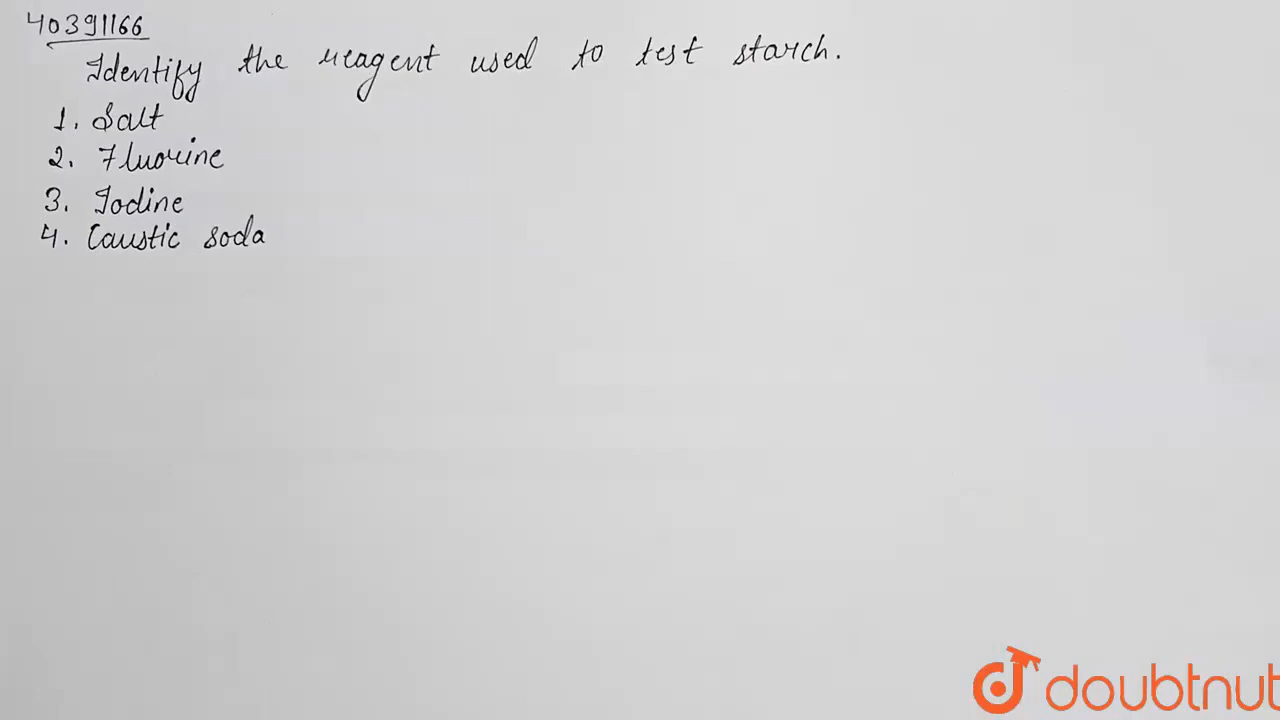 40391166
Identify the reagent used to test starch.
1. Salt
2. Fluorine
3. Iodine
4. Caustic soda
doubtnut